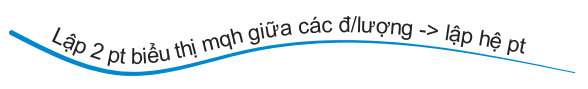 Lập 2 pt biểu thị mqh giữa các đ/lượng -> lập hệ pt